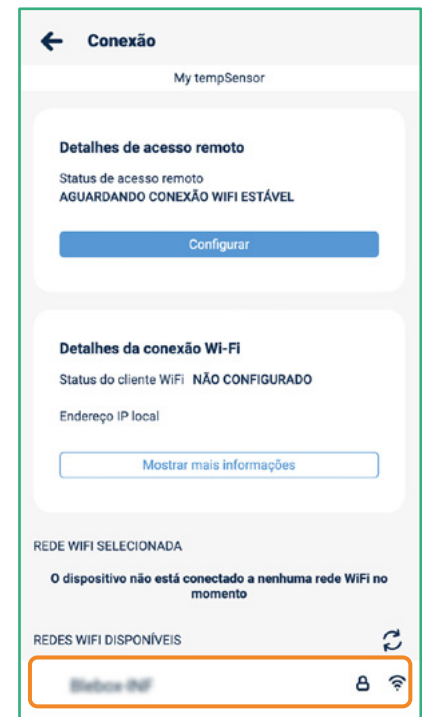 Conexão
My tempSensor
Detalhes de acesso remoto
Status de acesso remoto
AGUARDANDO CONEXÃO WIFI ESTÁVEL
Configurar
Detalhes da conexão Wi-Fi
Status do cliente WiFi NÃO CONFIGURADO
Endereço IP local
Mostrar mais informações
REDE WIFI SELECIONADA
O dispositivo não está conectado a nenhuma rede WiFi no
momento
REDES WIFI DISPONÍVEIS